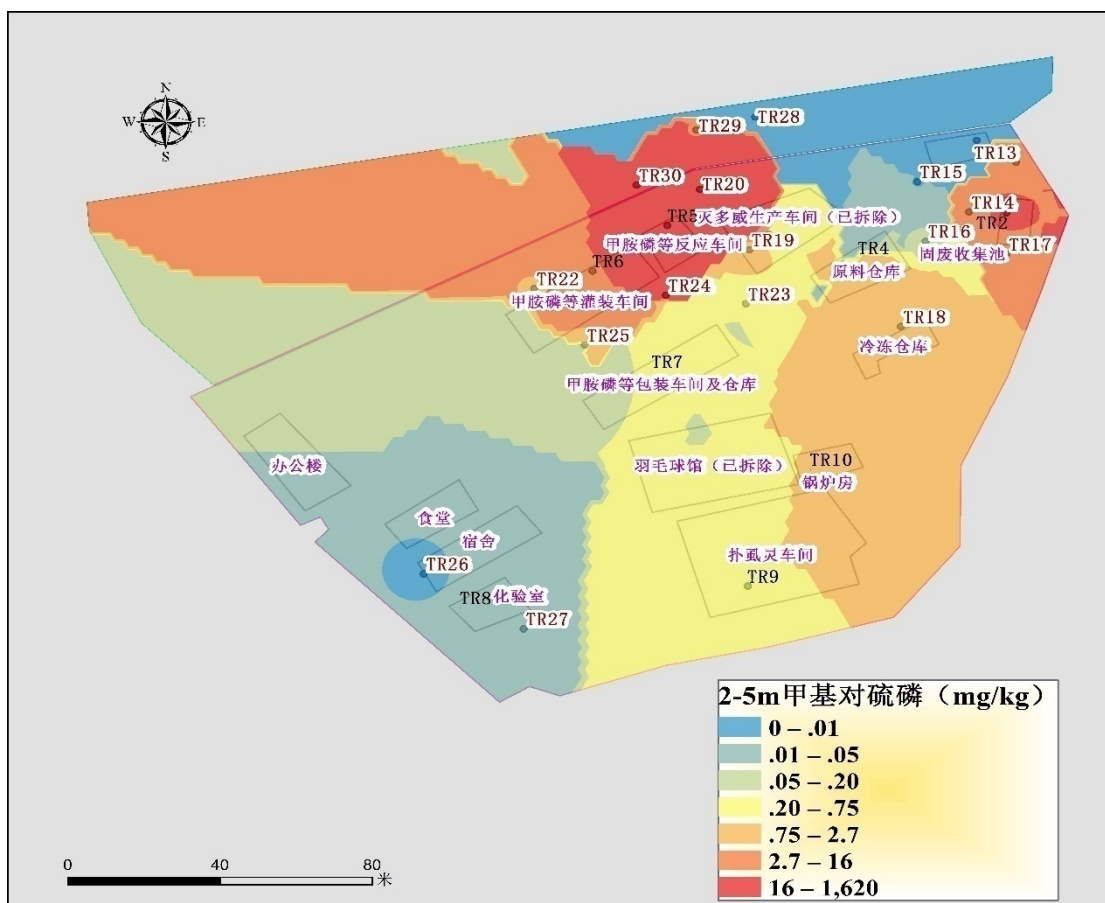 N
W E
S
TR28
TR29
TR13
TR15
TR30
TR20
TR14
TR5
灭多威生产车间（已拆除）
TR2
TR16
TR17
甲胺磷等反应车间
TR19
TR4
固废收集池
TR6
原料仓库
TR22
TR24
TR23
甲胺磷等灌装车间
TR18
TR25
冷冻仓库
TR7
甲胺磷等包装车间及仓库
办公楼
羽毛球馆（已拆除）
TR10
锅炉房
食堂
宿舍
扑虱灵车间
TR26
TR9
TR8
化验室
TR27
2-5m甲基对硫磷（mg/kg）
0 – .01
.01 – .05
.05 – .20
.20 – .75
.75 – 2.7
2.7 – 16
16 – 1,620
0 40 80
米